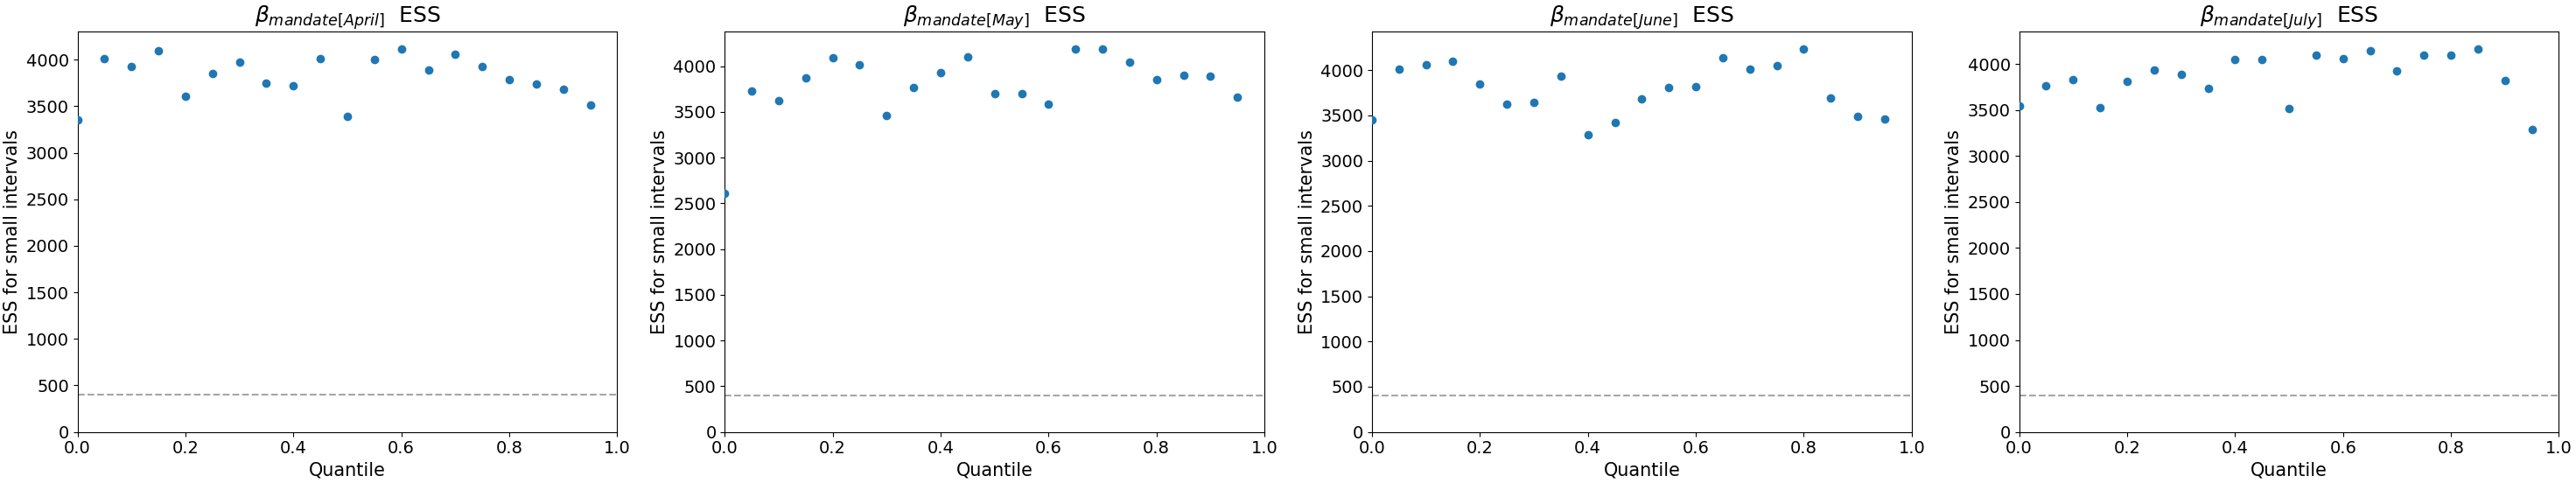 β_mandate[April] ESS
ESS for small intervals
4000
3500
3000
2500
2000
1500
1000
500
0
0.0 0.2 0.4 0.6 0.8 1.0
Quantile
β_mandate[May] ESS
ESS for small intervals
4000
3500
3000
2500
2000
1500
1000
500
0
0.0 0.2 0.4 0.6 0.8 1.0
Quantile
β_mandate[June] ESS
ESS for small intervals
4000
3500
3000
2500
2000
1500
1000
500
0
0.0 0.2 0.4 0.6 0.8 1.0
Quantile
β_mandate[July] ESS
ESS for small intervals
4000
3500
3000
2500
2000
1500
1000
500
0
0.0 0.2 0.4 0.6 0.8 1.0
Quantile